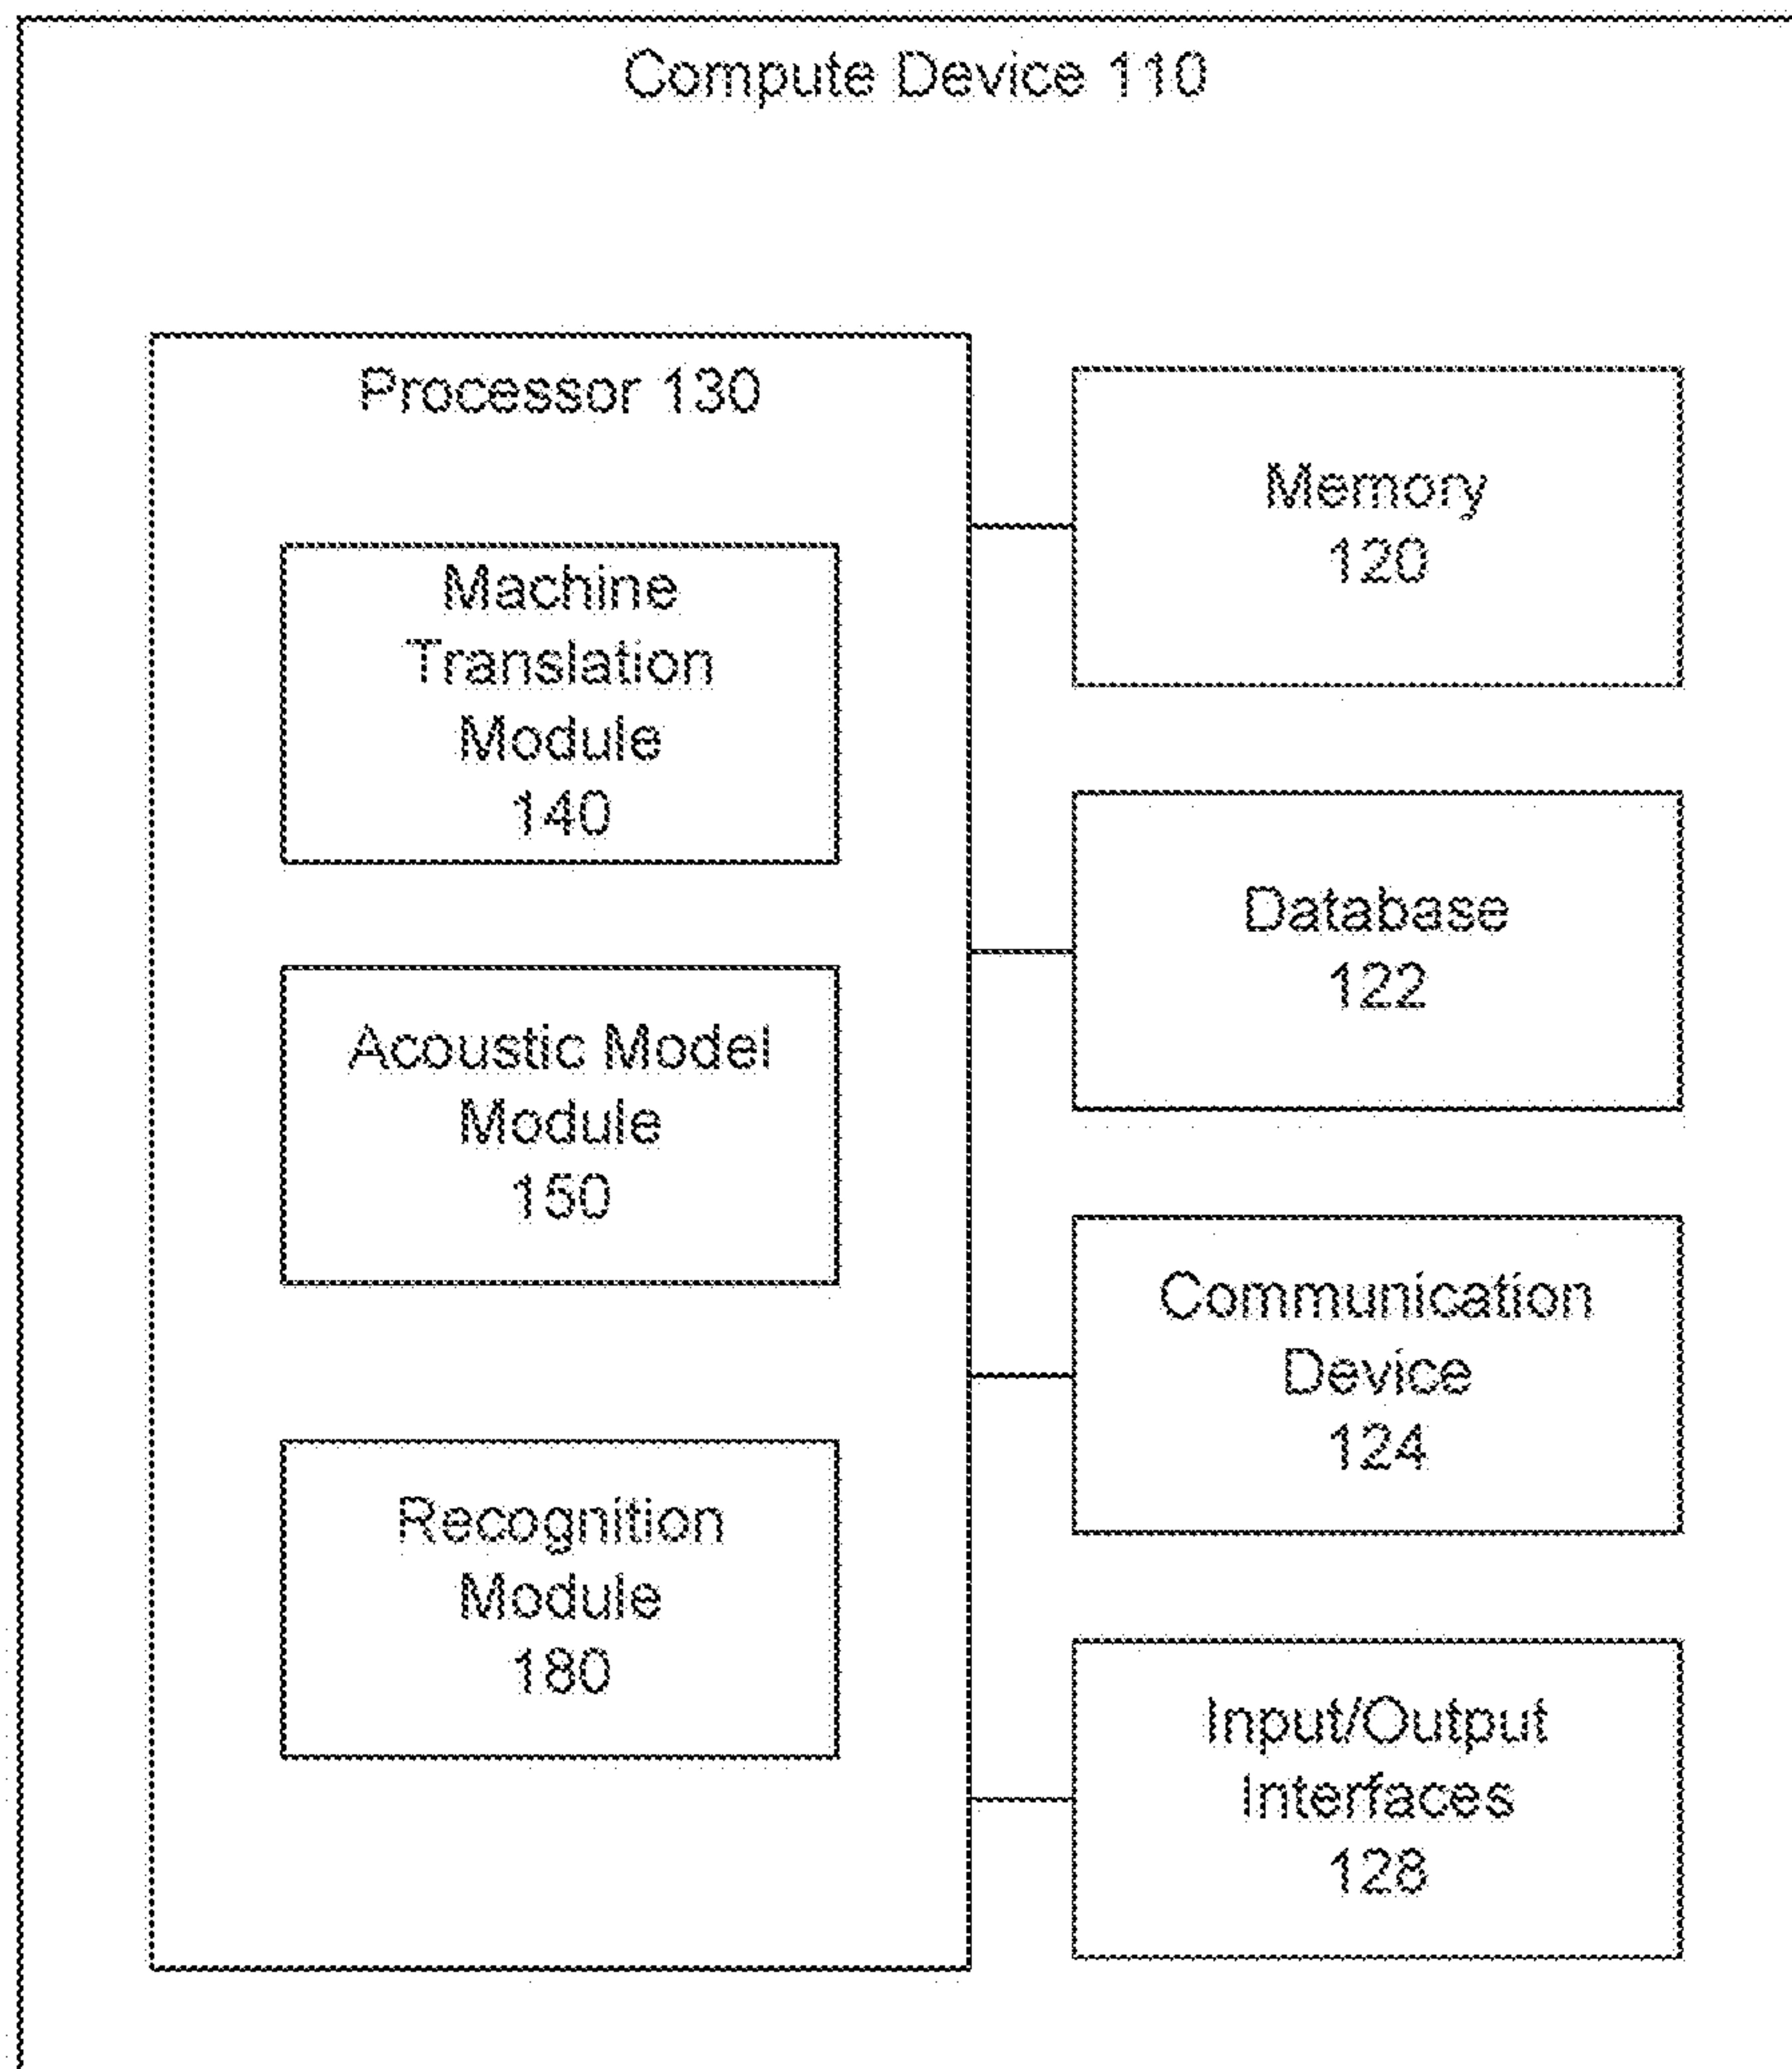 Compute Device 110
Processor 130
Machine
Translation
Module
140
Acoustic Model
Module
150
Recognition
Module
180
Memory
120
Database
122
Communication
Device
124
Input/Output
Interfaces
128